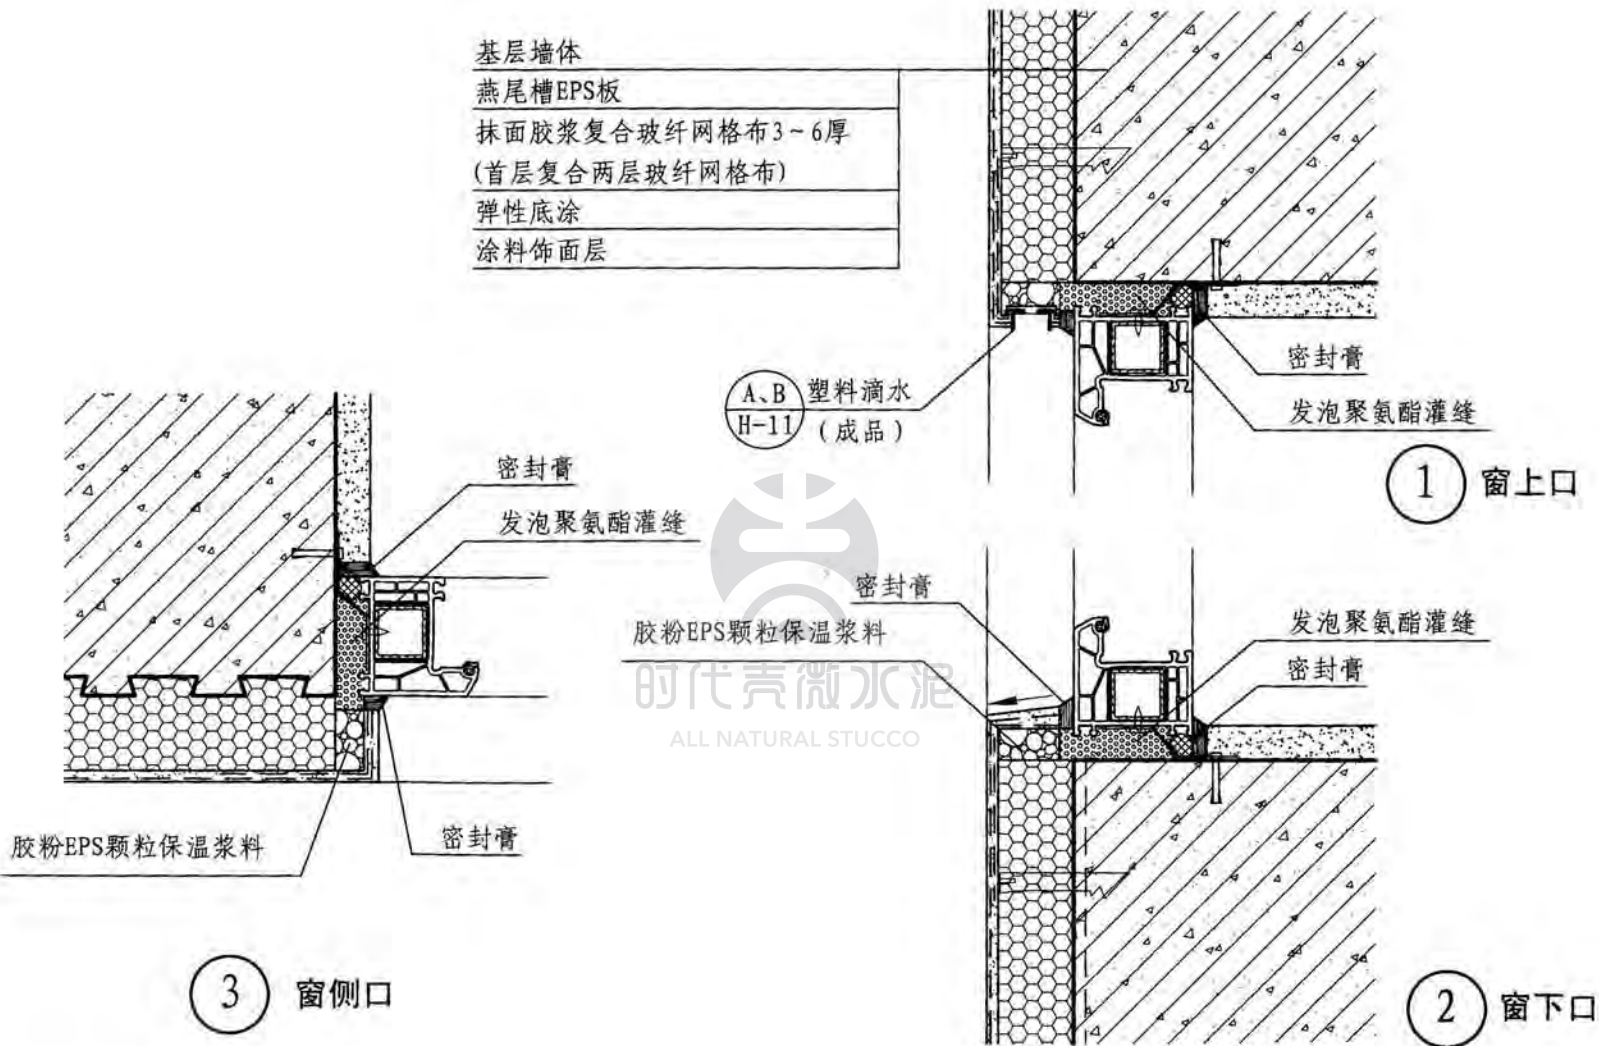 基层墙体
燕尾槽EPS板
抹面胶浆复合玻纤网格布3~6厚
(首层复合两层玻纤网格布)
弹性底涂
涂料饰面层
密封膏
发泡聚氨酯灌缝
A、B
H-11
塑料滴水
(成品)
1
窗上口
密封膏
发泡聚氨酯灌缝
密封膏
胶粉EPS颗粒保温浆料
发泡聚氨酯灌缝
密封膏
时代壳微水泥
ALL NATURAL STUCCO
胶粉EPS颗粒保温浆料
密封膏
3
窗侧口
2
窗下口